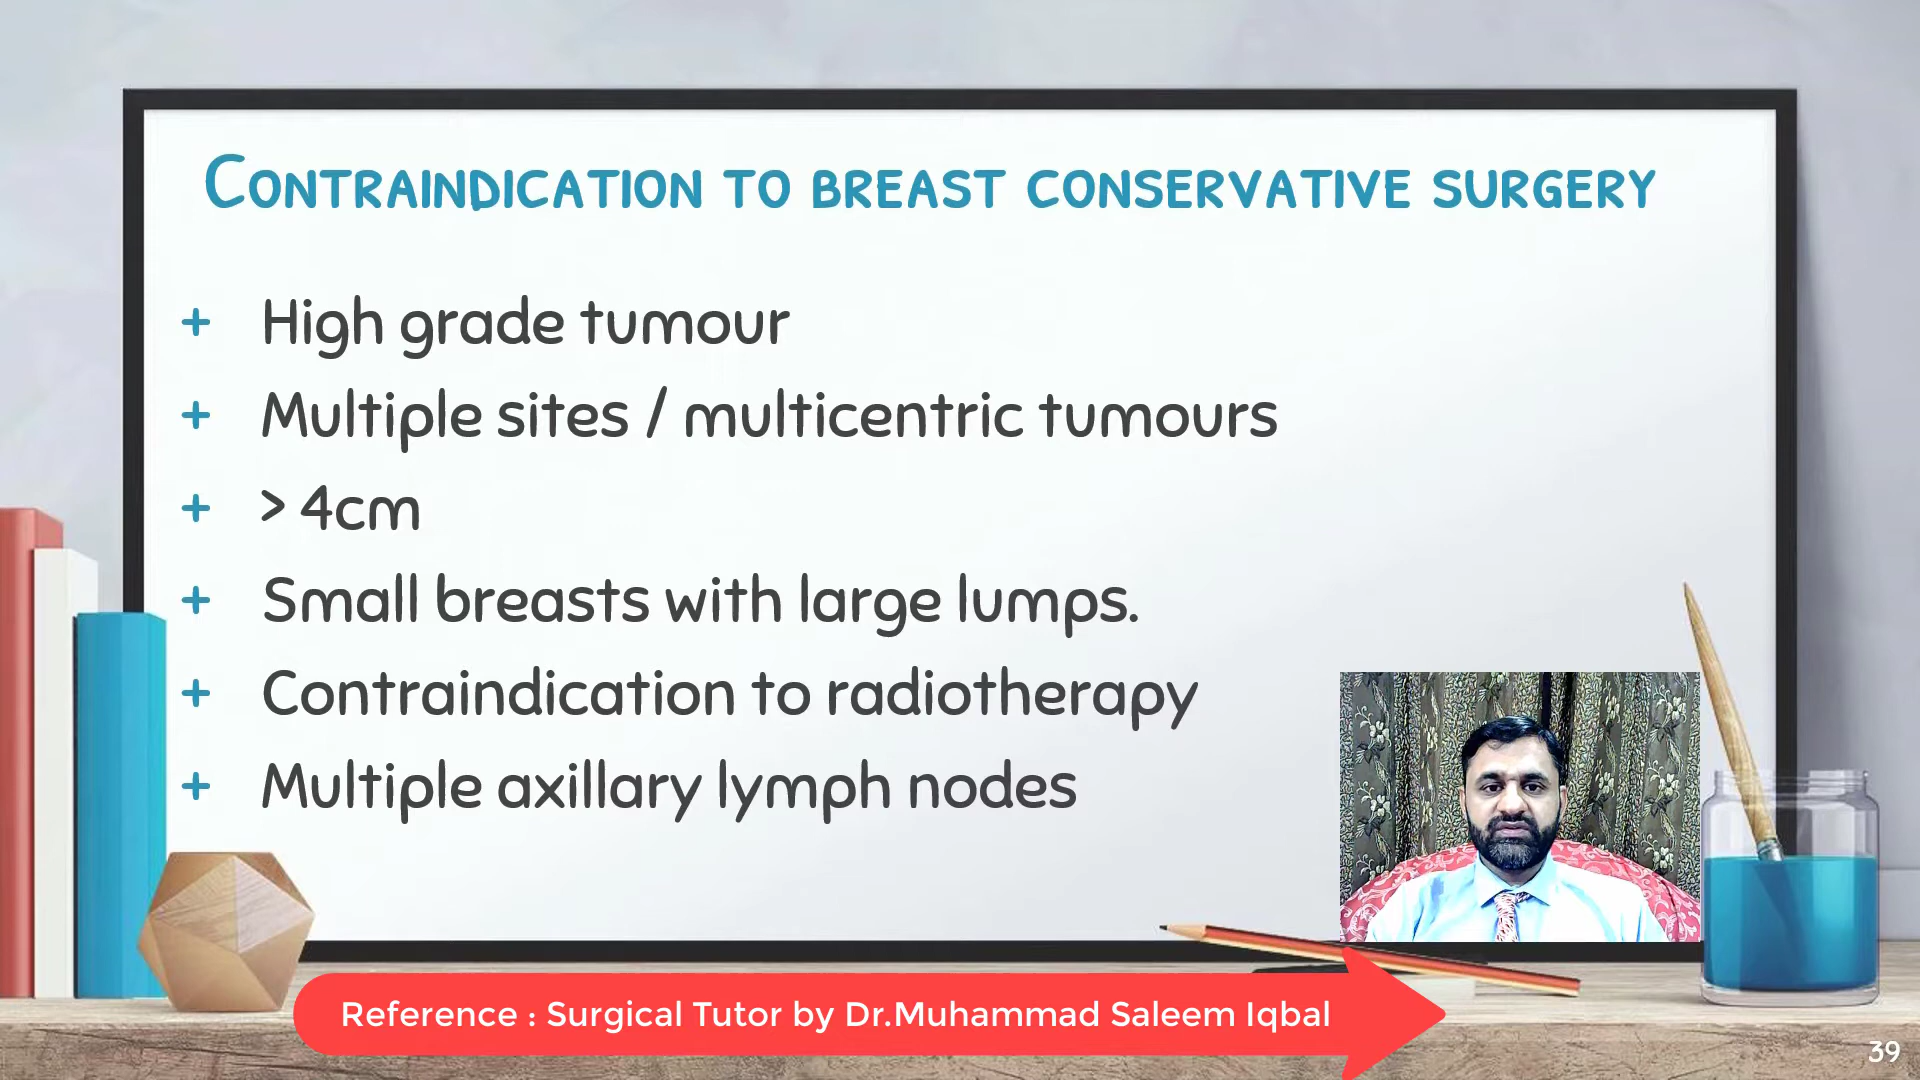 Contraindication to breast conservative surgery
+ High grade tumour
+ Multiple sites / multicentric tumours
+ > 4cm
+ Small breasts with large lumps.
+ Contraindication to radiotherapy
+ Multiple axillary lymph nodes
Reference : Surgical Tutor by Dr.Muhammad Saleem Iqbal
39